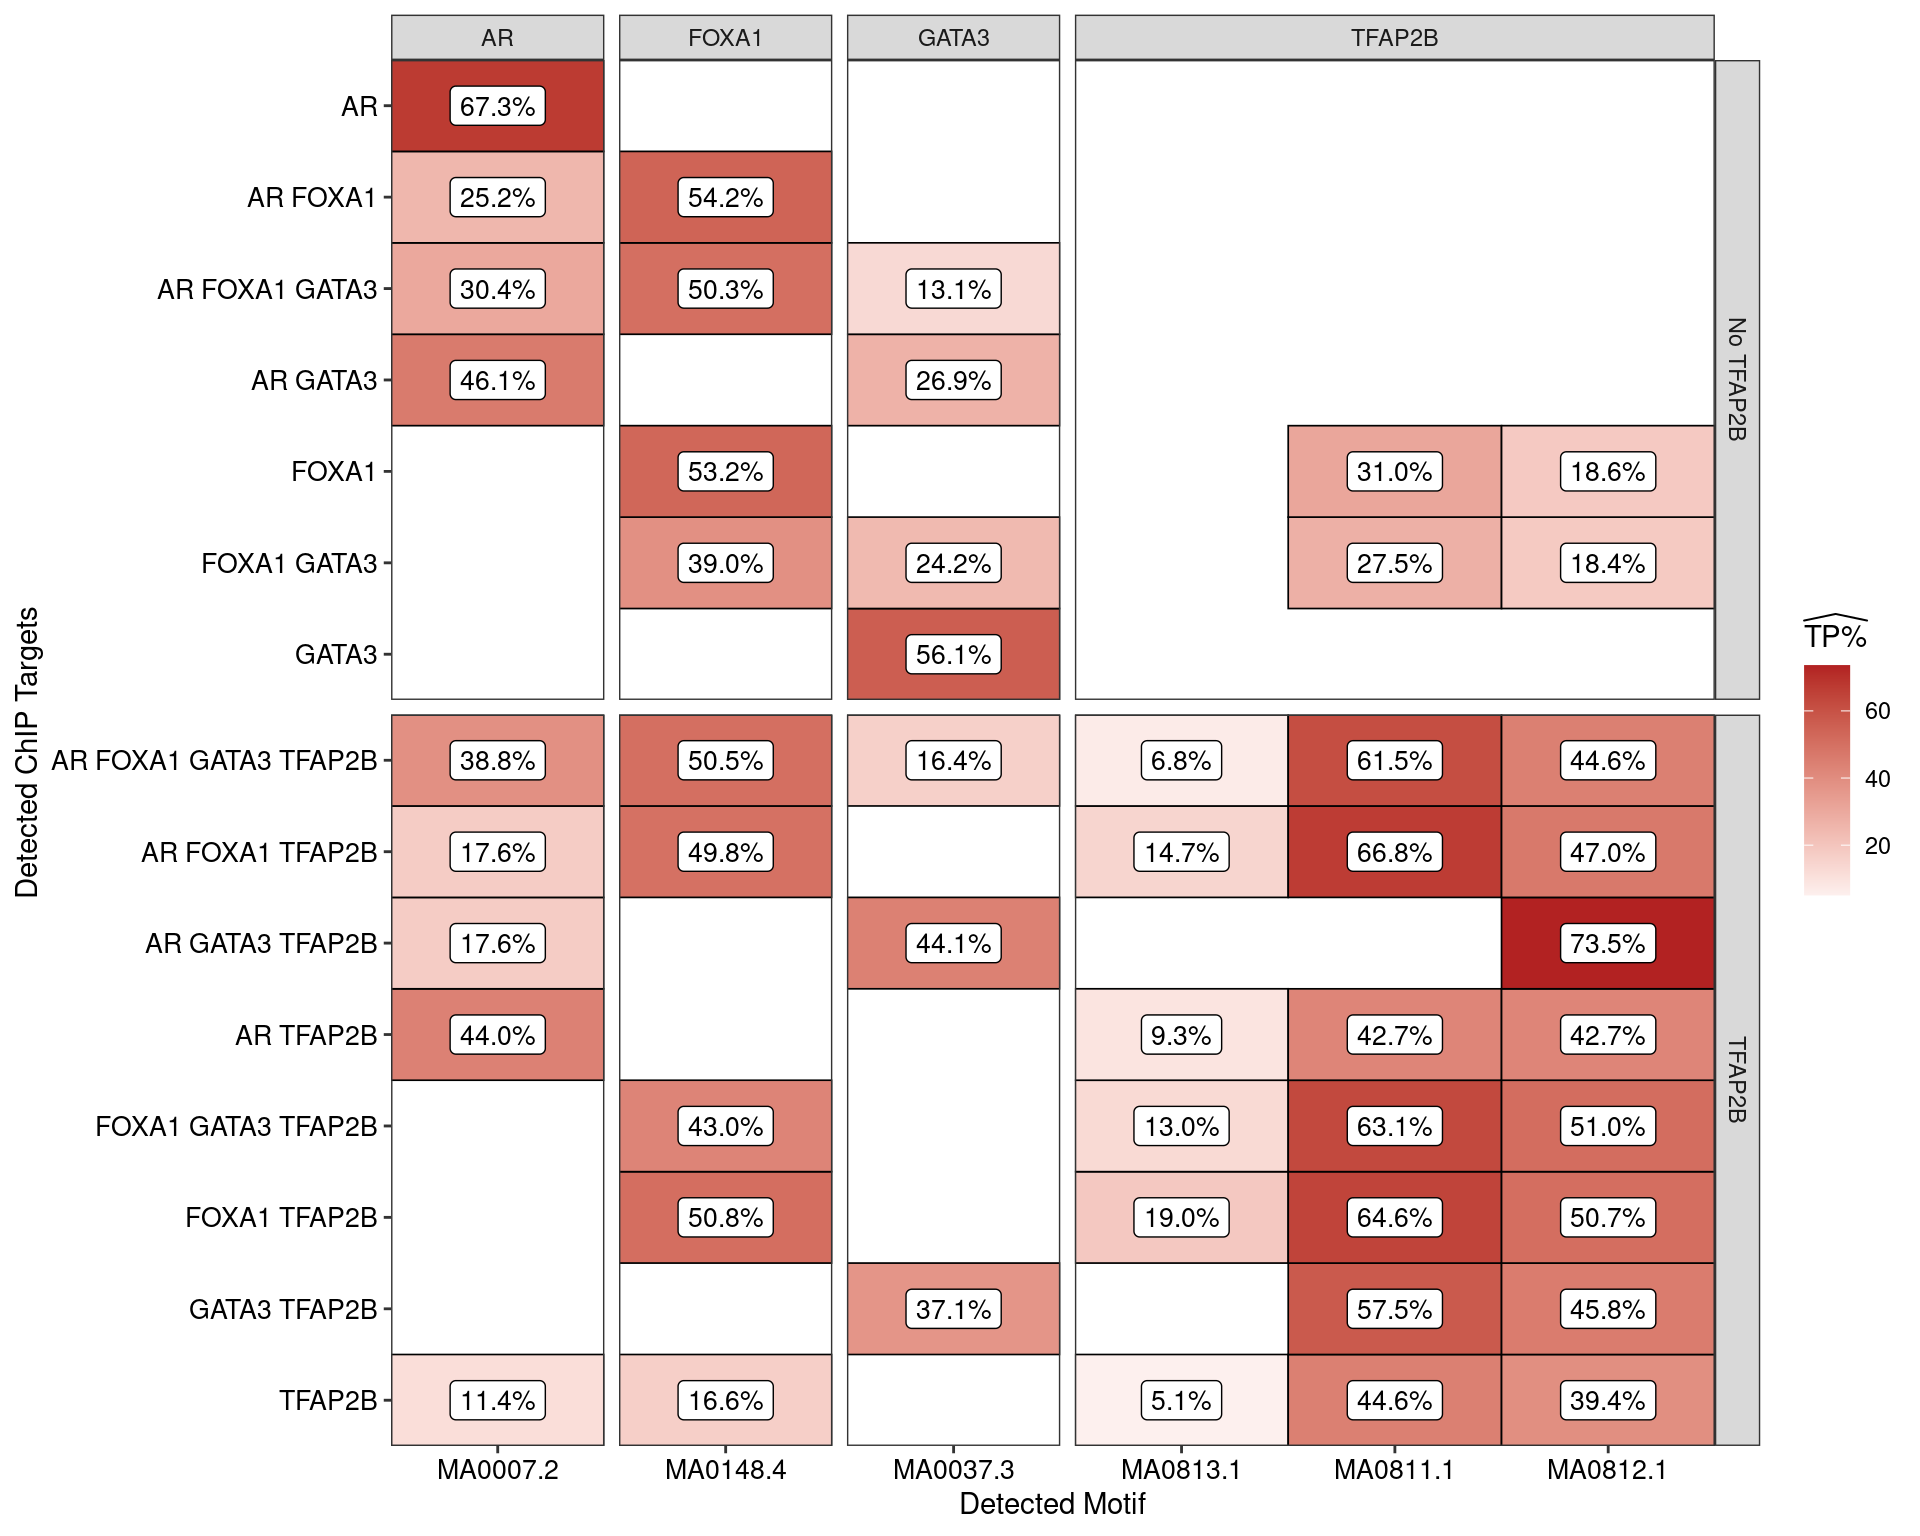 AR FOXA1 GATA3 TFAP2B
AR 67.3%
AR FOXA1 25.2% 54.2%
AR FOXA1 GATA3 30.4% 50.3% 13.1%
AR GATA3 46.1% 26.9%
FOXA1 53.2% 31.0% 18.6%
FOXA1 GATA3 39.0% 24.2% 27.5% 18.4%
GATA3 56.1%
No TFAP2B
AR FOXA1 GATA3 TFAP2B 38.8% 50.5% 16.4% 6.8% 61.5% 44.6%
AR FOXA1 TFAP2B 17.6% 49.8% 14.7% 66.8% 47.0%
AR GATA3 TFAP2B 17.6% 44.1% 73.5%
AR TFAP2B 44.0% 9.3% 42.7% 42.7%
FOXA1 GATA3 TFAP2B 43.0% 13.0% 63.1% 51.0%
FOXA1 TFAP2B 50.8% 19.0% 64.6% 50.7%
GATA3 TFAP2B 37.1% 57.5% 45.8%
TFAP2B 11.4% 16.6% 5.1% 44.6% 39.4%
TFAP2B
MA0007.2 MA0148.4 MA0037.3 MA0813.1 MA0811.1 MA0812.1
Detected Motif
Detected ChIP Targets
TP%
60
40
20